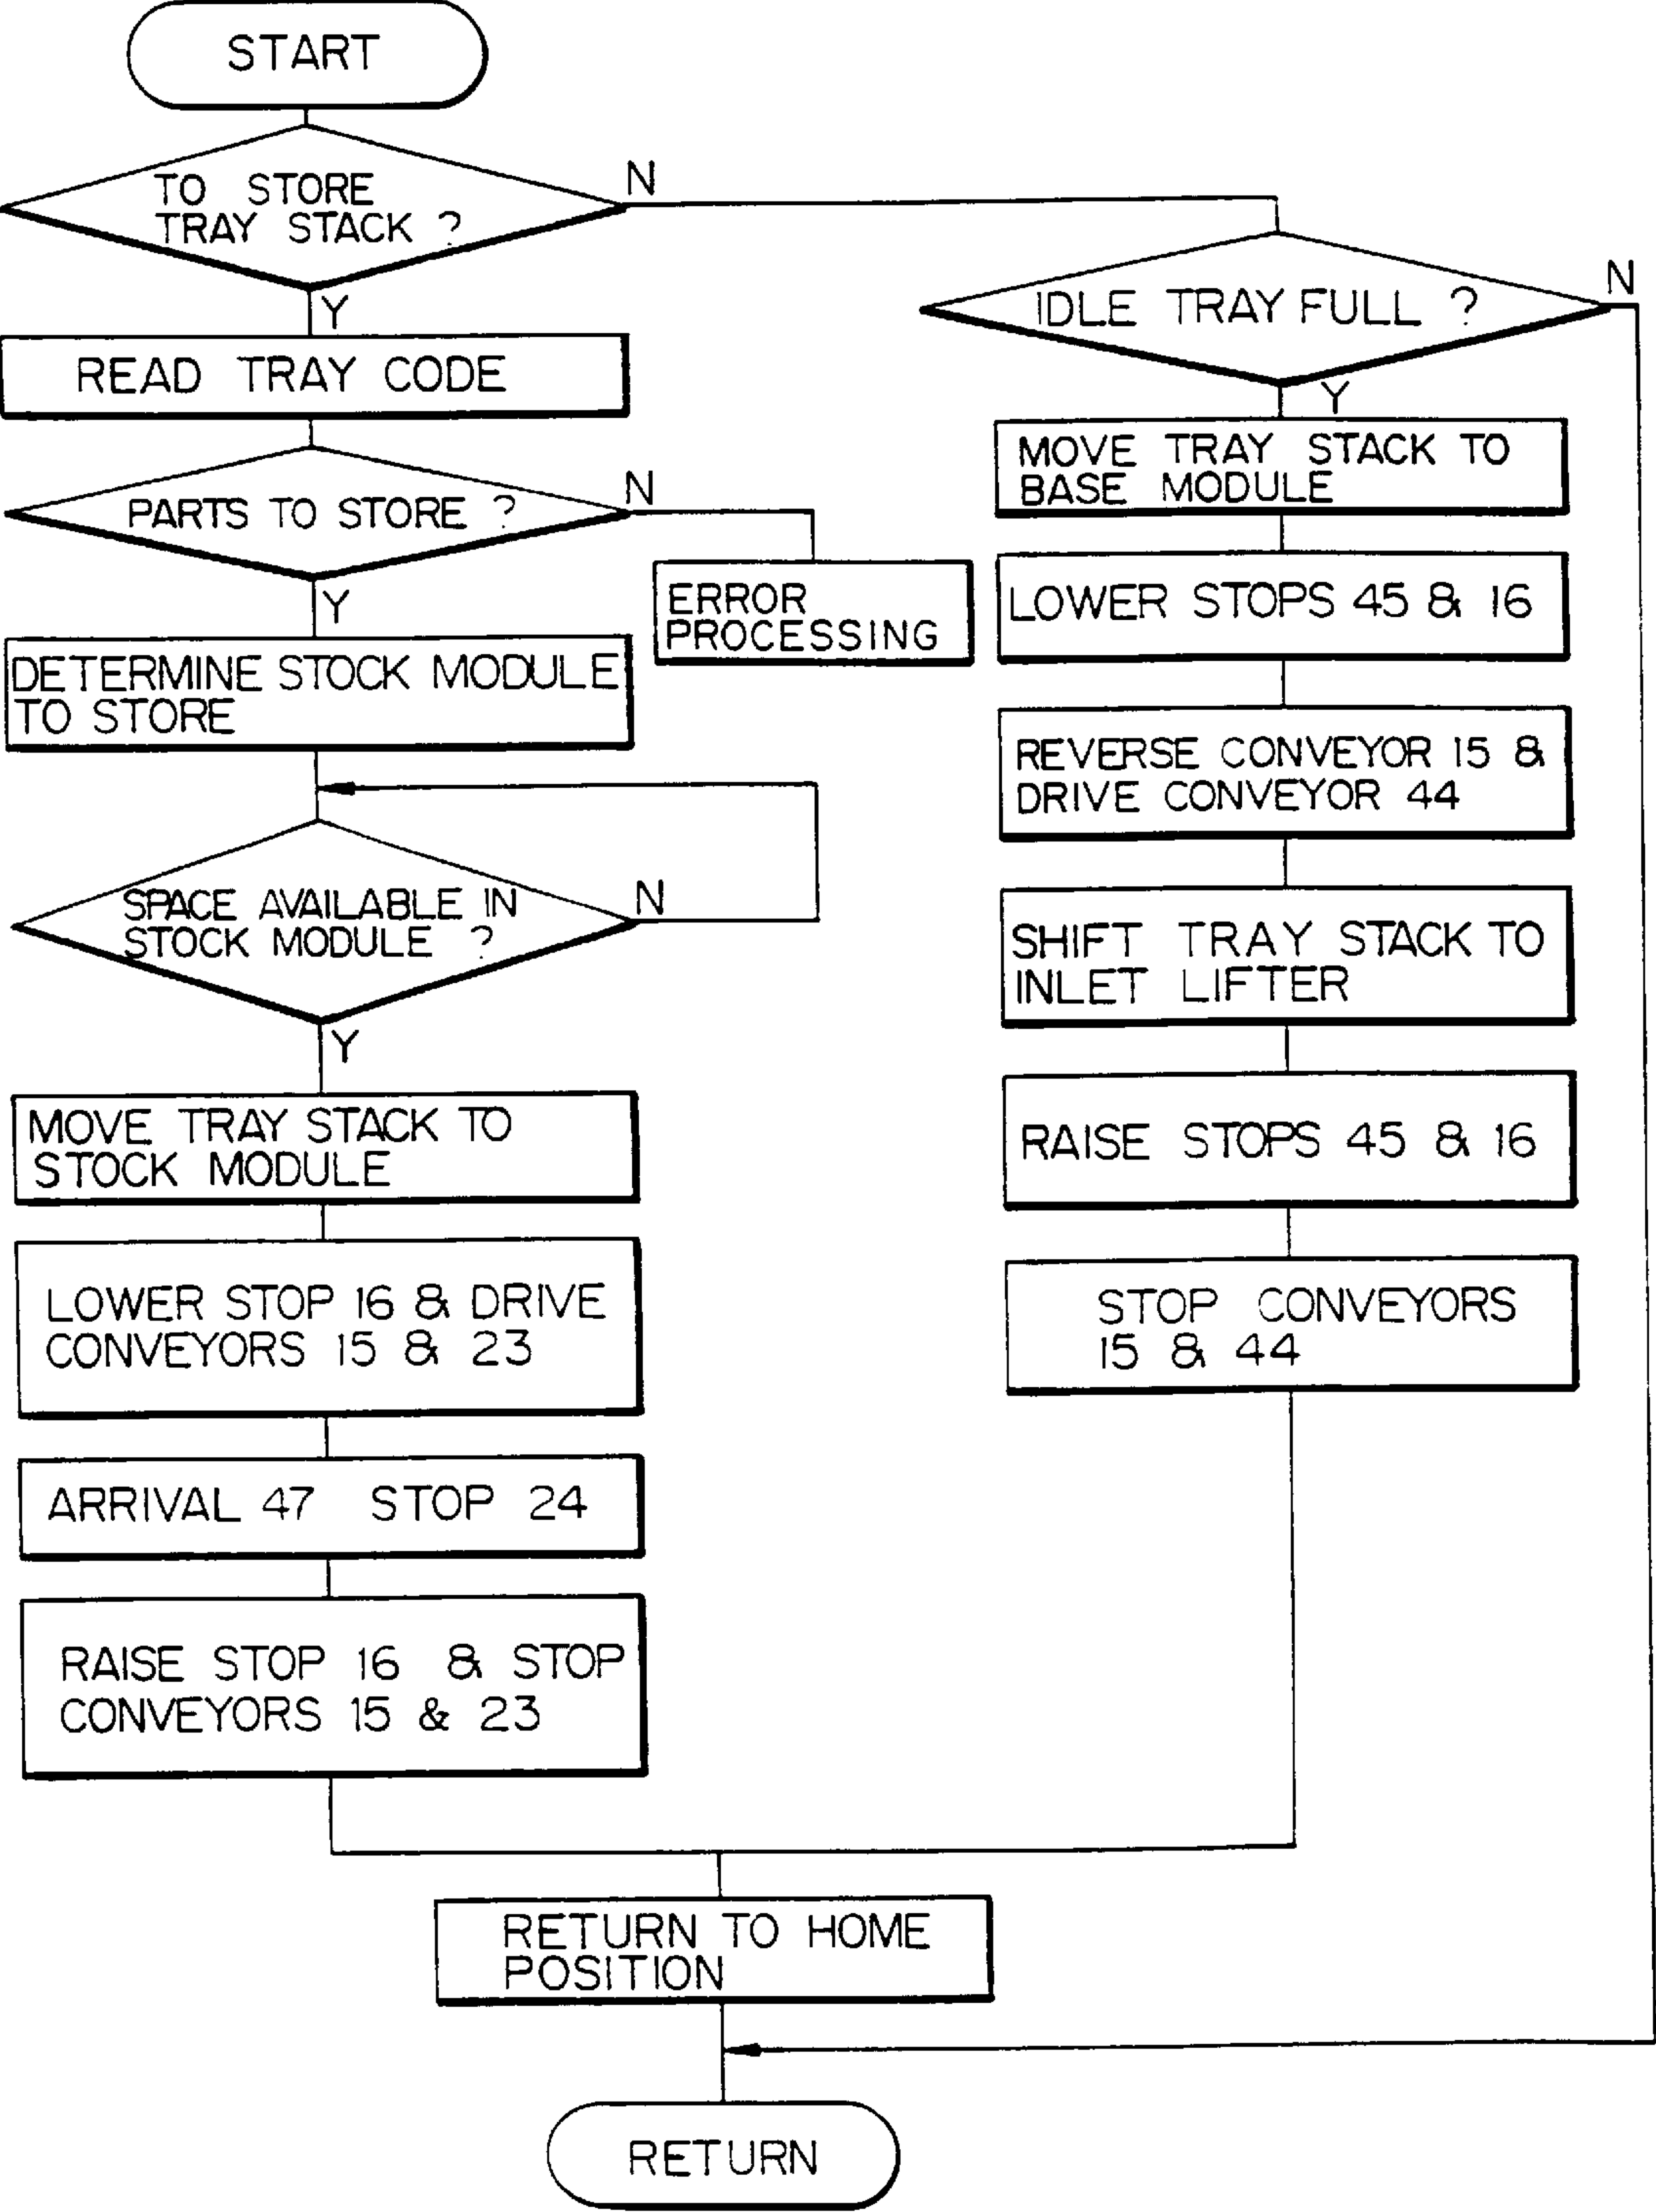 START
TO STORE
TRAY STACK ?
N
Y
READ TRAY CODE
PARTS TO STORE ?
N
Y
ERROR
PROCESSING
DETERMINE STOCK MODULE
TO STORE
SPACE AVAILABLE IN
STOCK MODULE ?
N
Y
MOVE TRAY STACK TO
STOCK MODULE
LOWER STOP 16 & DRIVE
CONVEYORS 15 & 23
ARRIVAL 47 STOP 24
RAISE STOP 16 & STOP
CONVEYORS 15 & 23
IDLE TRAY FULL ?
N
Y
MOVE TRAY STACK TO
BASE MODULE
LOWER STOPS 45 & 16
REVERSE CONVEYOR 15 &
DRIVE CONVEYOR 44
SHIFT TRAY STACK TO
INLET LIFTER
RAISE STOPS 45 & 16
STOP CONVEYORS
15 & 44
RETURN TO HOME
POSITION
RETURN